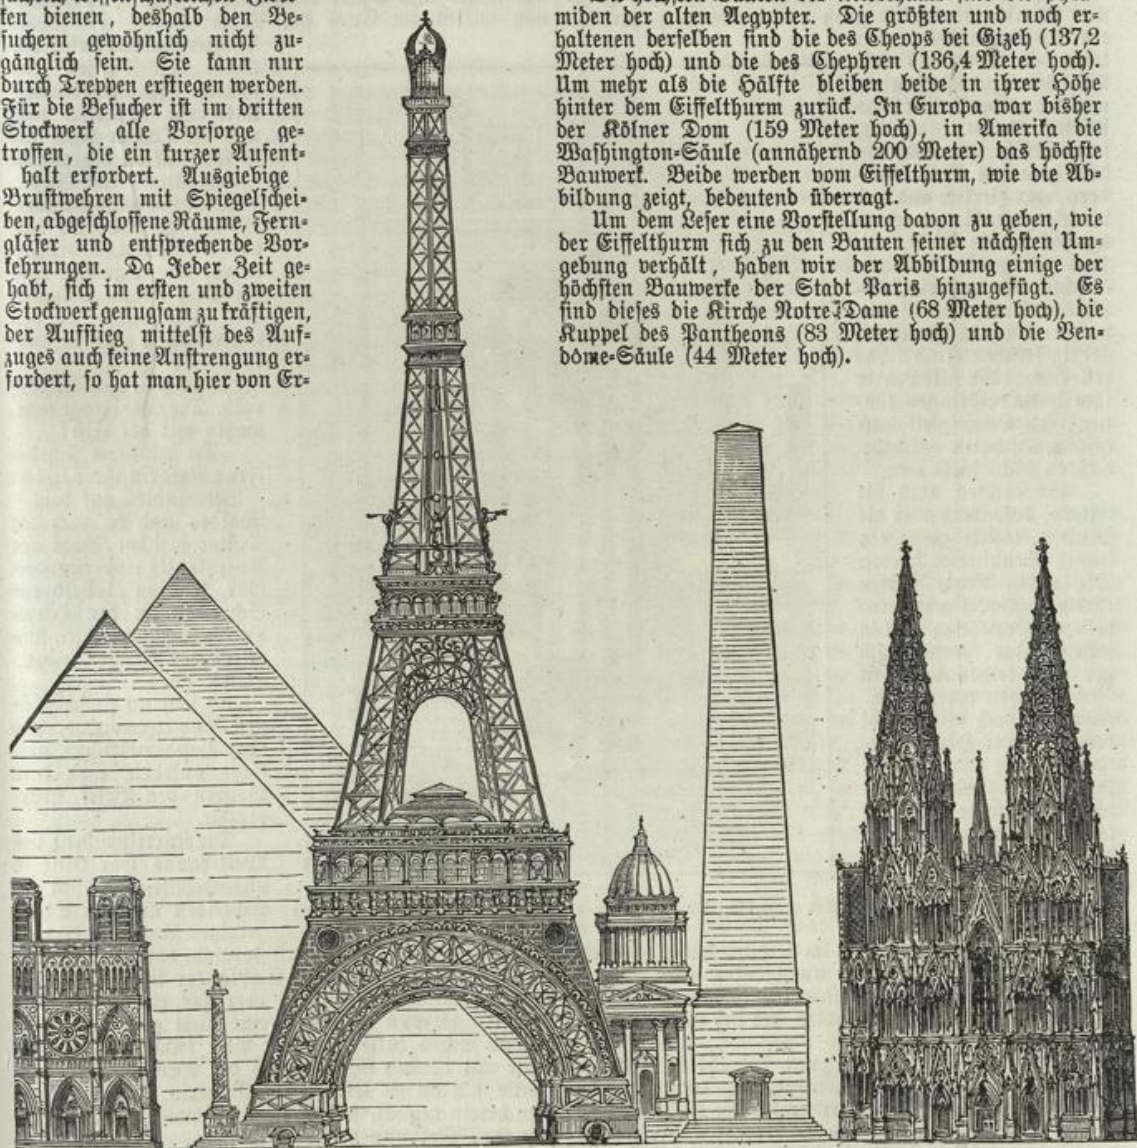 ken dienen, deshalb den Be-
suchern gewöhnlich nicht zu-
gänglich sein. Sie kann nur
durch Treppen erstiegen werden.
Für die Besucher ist im dritten
Stockwerk alle Vorsorge ge-
troffen, die ein kurzer Aufent-
halt erfordert. Ausgiebige
Brustwehren mit Spiegelschei-
ben, abgeschlossene Räume, Fern-
gläser und entsprechende Vor-
kehrungen. Da Jeder Zeit ge-
habt, sich im ersten und zweiten
Stockwerk genugsam zu kräftigen,
der Aufstieg mittelst des Auf-
zuges auch keine Anstrengung er-
fordert, so hat man hier von Er-
miden der alten Aegypter. Die größten und noch er-
haltenen derselben sind die des Cheops bei Gizeh (137,2
Meter hoch) und die des Chephren (136,4 Meter hoch).
Um mehr als die Hälfte bleiben beide in ihrer Höhe
hinter dem Eiffelthurm zurück. In Europa war bisher
der Kölner Dom (159 Meter hoch), in Amerika die
Washington-Säule (annähernd 200 Meter) das höchste
Bauwerk. Beide werden vom Eiffelthurm, wie die Ab-
bildung zeigt, bedeutend überragt.
Um dem Leser eine Vorstellung davon zu geben, wie
der Eiffelthurm sich zu den Bauten seiner nächsten Um-
gebung verhält, haben wir der Abbildung einige der
höchsten Bauwerke der Stadt Paris hinzugefügt. Es
sind dieses die Kirche Notre-Dame (68 Meter hoch), die
Kuppel des Pantheons (83 Meter hoch) und die Ven-
dôme-Säule (44 Meter hoch).